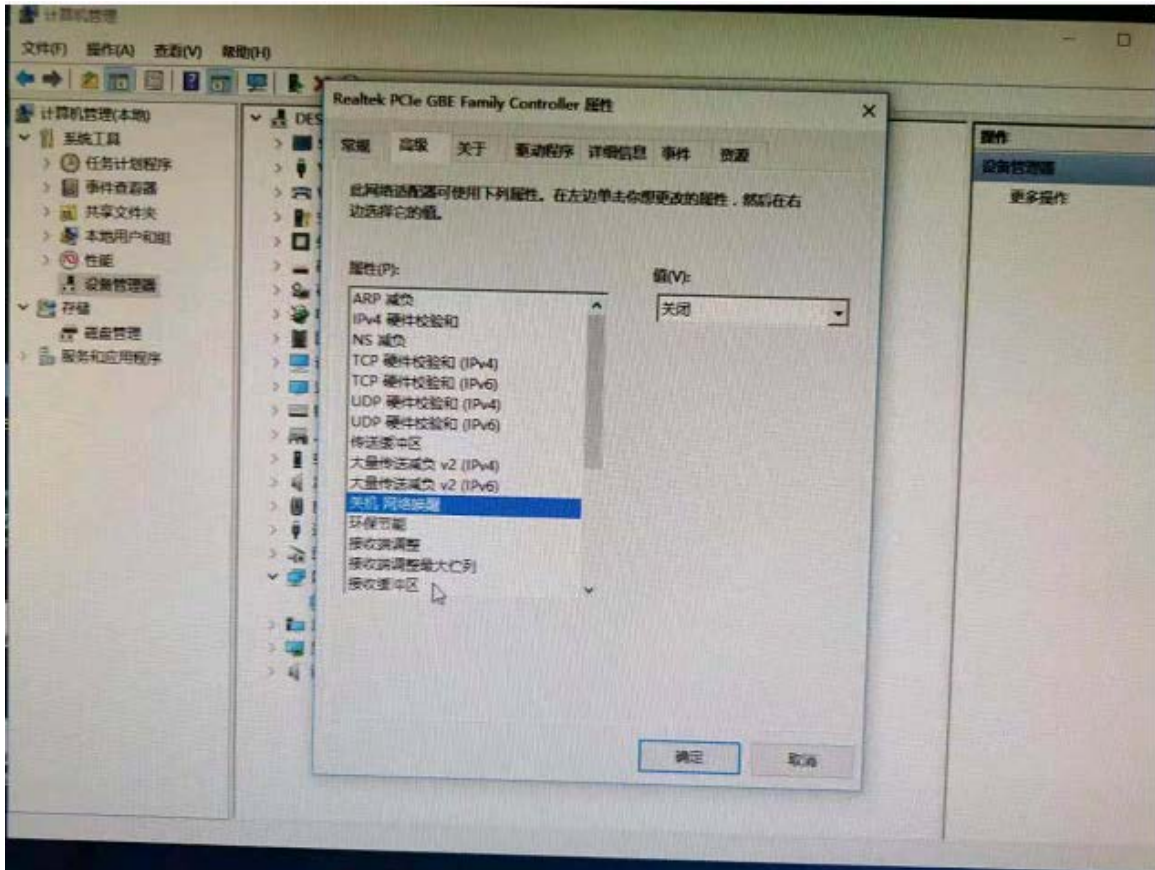 计算机管理
文件(F) 操作(A) 查看(V) 帮助(H)
计算机管理(本地)
系统工具
任务计划程序
事件查看器
共享文件夹
本地用户和组
性能
设备管理器
存储
磁盘管理
服务和应用程序
DES
Realtek PCIe GBE Family Controller 属性
常规 高级 关于 驱动程序 详细信息 事件 资源
此网络适配器可使用下列属性。在左边单击你想更改的属性，然后在右
边选择它的值。
属性(P):
ARP 减负
IPv4 硬件校验和
NS 减负
TCP 硬件校验和 (IPv4)
TCP 硬件校验和 (IPv6)
UDP 硬件校验和 (IPv4)
UDP 硬件校验和 (IPv6)
传送缓冲区
大量传送减负 v2 (IPv4)
大量传送减负 v2 (IPv6)
关机 网络唤醒
环保节能
接收端调整
接收端调整最大伫列
接收缓冲区
值(V):
关闭
确定 取消
操作
设备管理器
更多操作